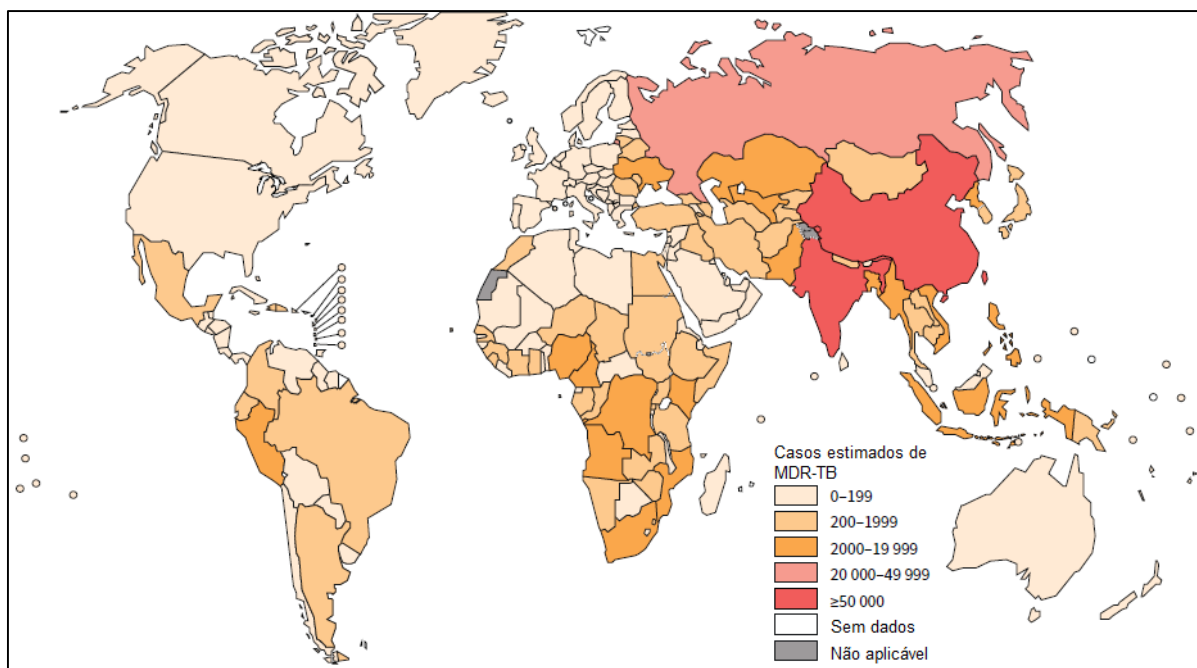 Casos estimados de
MDR-TB
0–199
200–1999
2000–19 999
20 000–49 999
≥50 000
Sem dados
Não aplicável